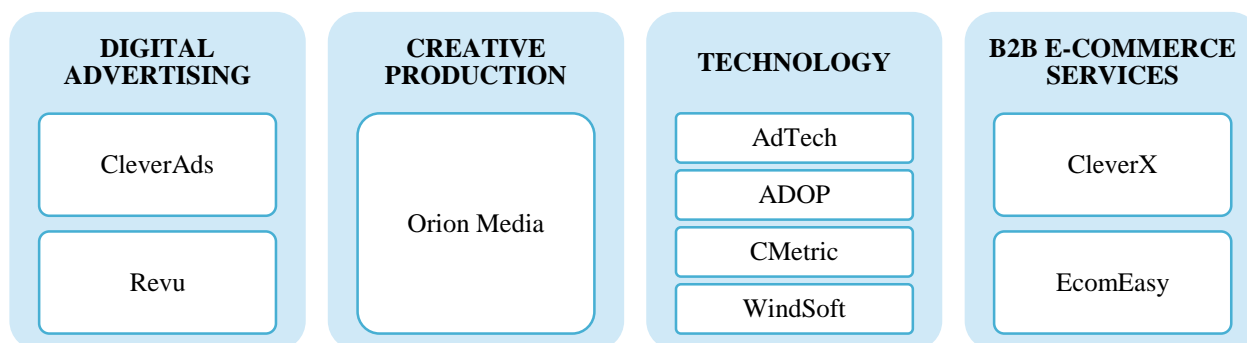 DIGITAL
ADVERTISING
CleverAds
Revu
CREATIVE
PRODUCTION
Orion Media
TECHNOLOGY
AdTech
ADOP
CMetric
WindSoft
B2B E-COMMERCE
SERVICES
CleverX
EcomEasy